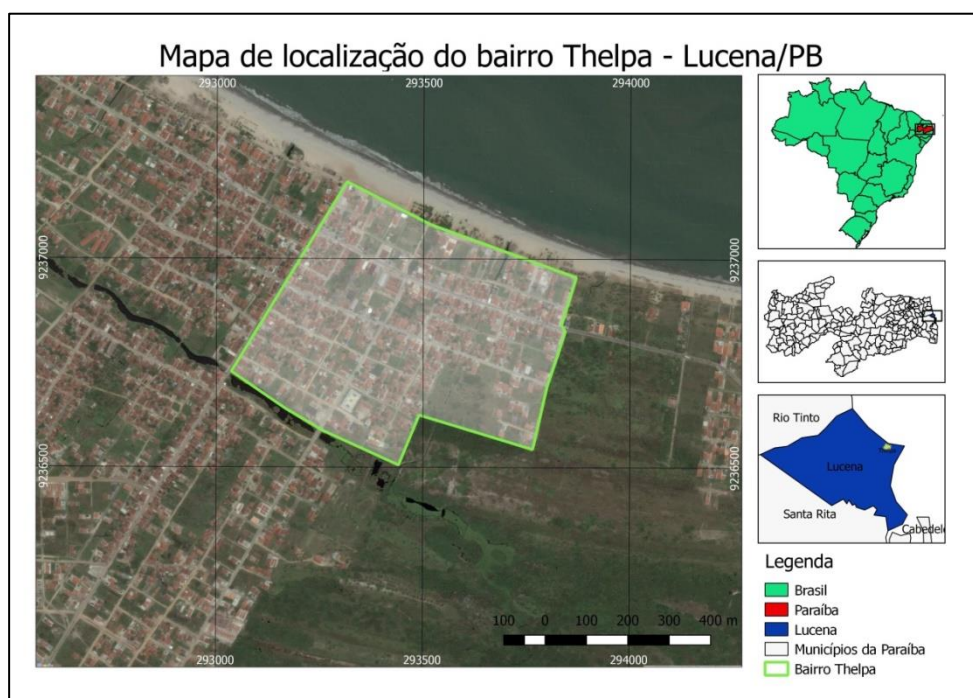 Mapa de localização do bairro Thelpa - Lucena/PB
293000 293500 294000
9237000 9237000
9236500 9236500
100 0 100 200 300 400 m
293000 293500 294000
Rio Tinto
Lucena
Santa Rita
Cabedel
Legenda
Brasil
Paraíba
Lucena
Municípios da Paraíba
Bairro Thelpa